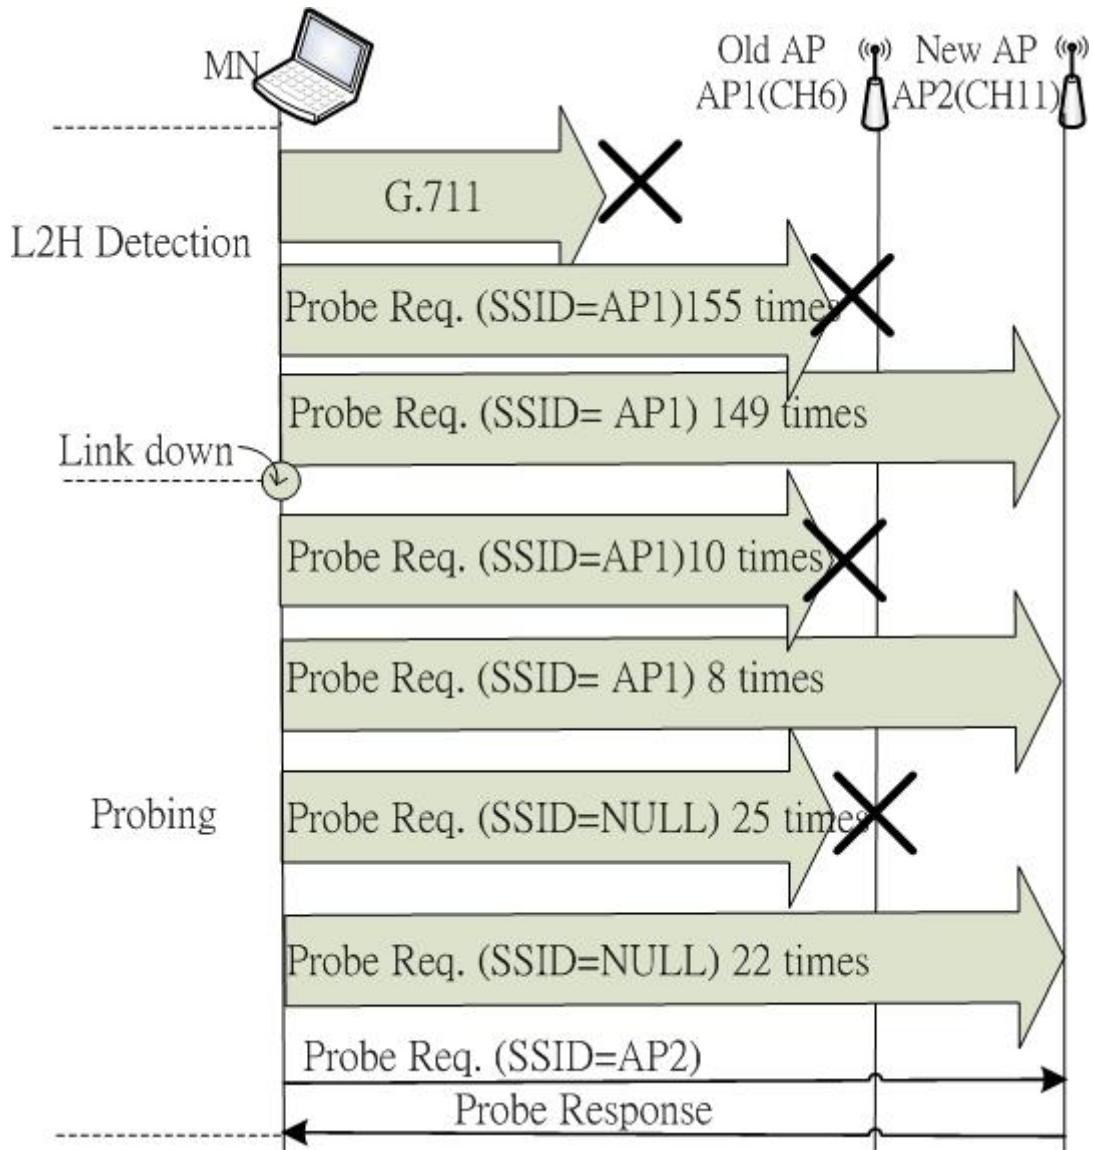 MN
Old AP
AP1(CH6)
New AP
AP2(CH11)
G.711
L2H Detection
Probe Req. (SSID=AP1)155 times
Probe Req. (SSID= AP1) 149 times
Link down
Probe Req. (SSID=AP1)10 times
Probe Req. (SSID= AP1) 8 times
Probing
Probe Req. (SSID=NULL) 25 times
Probe Req. (SSID=NULL) 22 times
Probe Req. (SSID=AP2)
Probe Response